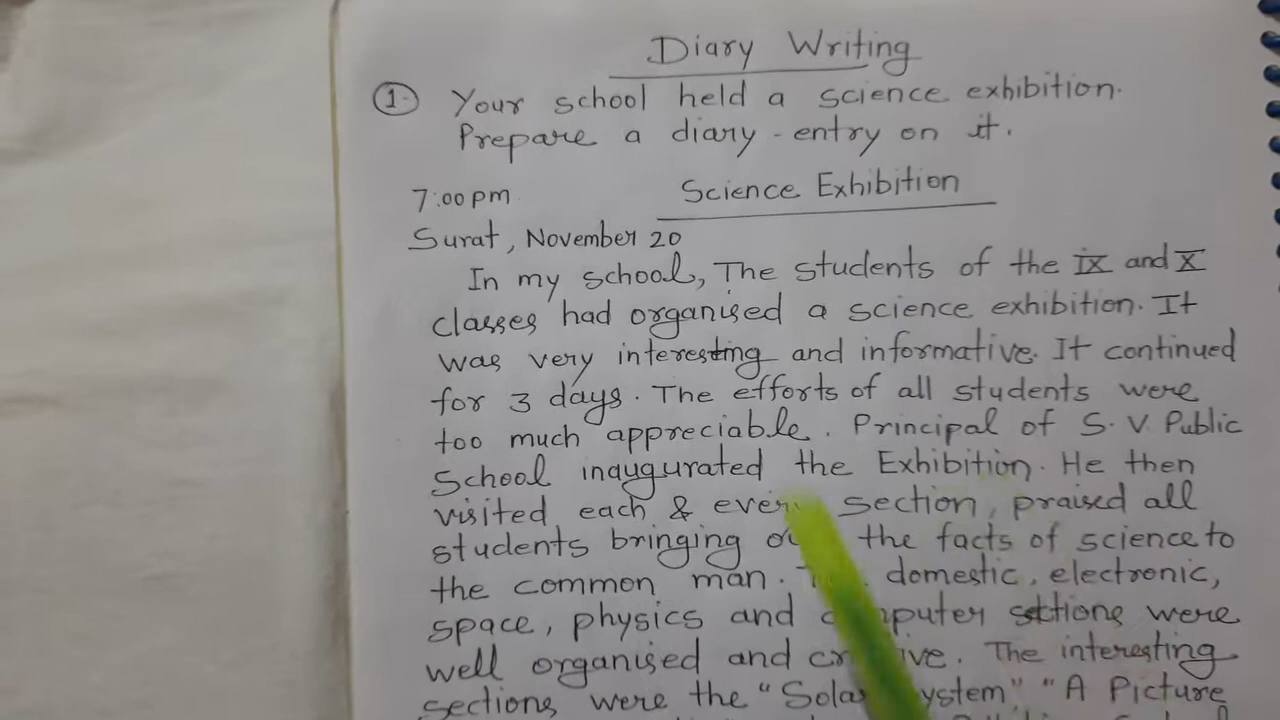 Diary Writing
1. Your school held a science exhibition.
Prepare a diary-entry on it.
7:00 pm Science Exhibition
Surat, November 20
In my school, The students of the IX and X
classes had organised a science exhibition. It
was very interesting and informative. It continued
for 3 days. The efforts of all students were
too much appreciable. Principal of S.V. Public
School inaugurated the Exhibition. He then
visited each & section, praised all
students bringing the facts of science to
the common man. domestic, electronic,
space, physics and sections were
well organised and The interesting
sections were the "Solar System" "A Picture